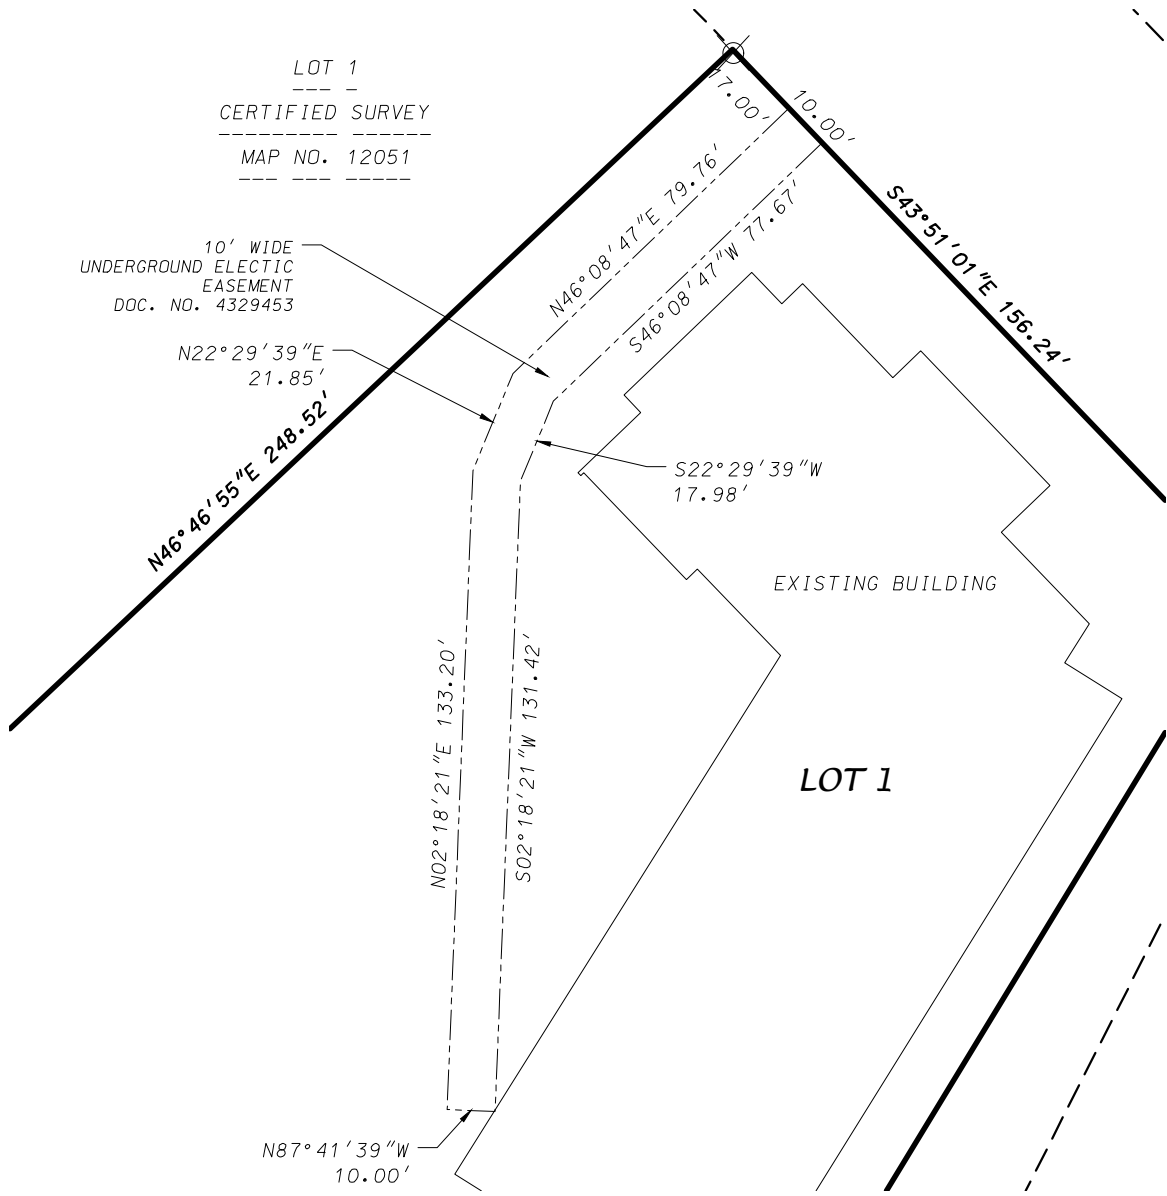 LOT 1
CERTIFIED SURVEY
MAP NO. 12051
17.00'
10.00'
10' WIDE
UNDERGROUND ELECTIC
EASEMENT
DOC. NO. 4329453
N46°08'47"E 79.76'
S46°08'47"W 77.67'
S43°51'01"E 156.24'
N22°29'39"E
21.85'
N46°46'55"E 248.52'
S22°29'39"W
17.98'
EXISTING BUILDING
N02°18'21"E 133.20'
S02°18'21"W 131.42'
LOT 1
N87°41'39"W
10.00'